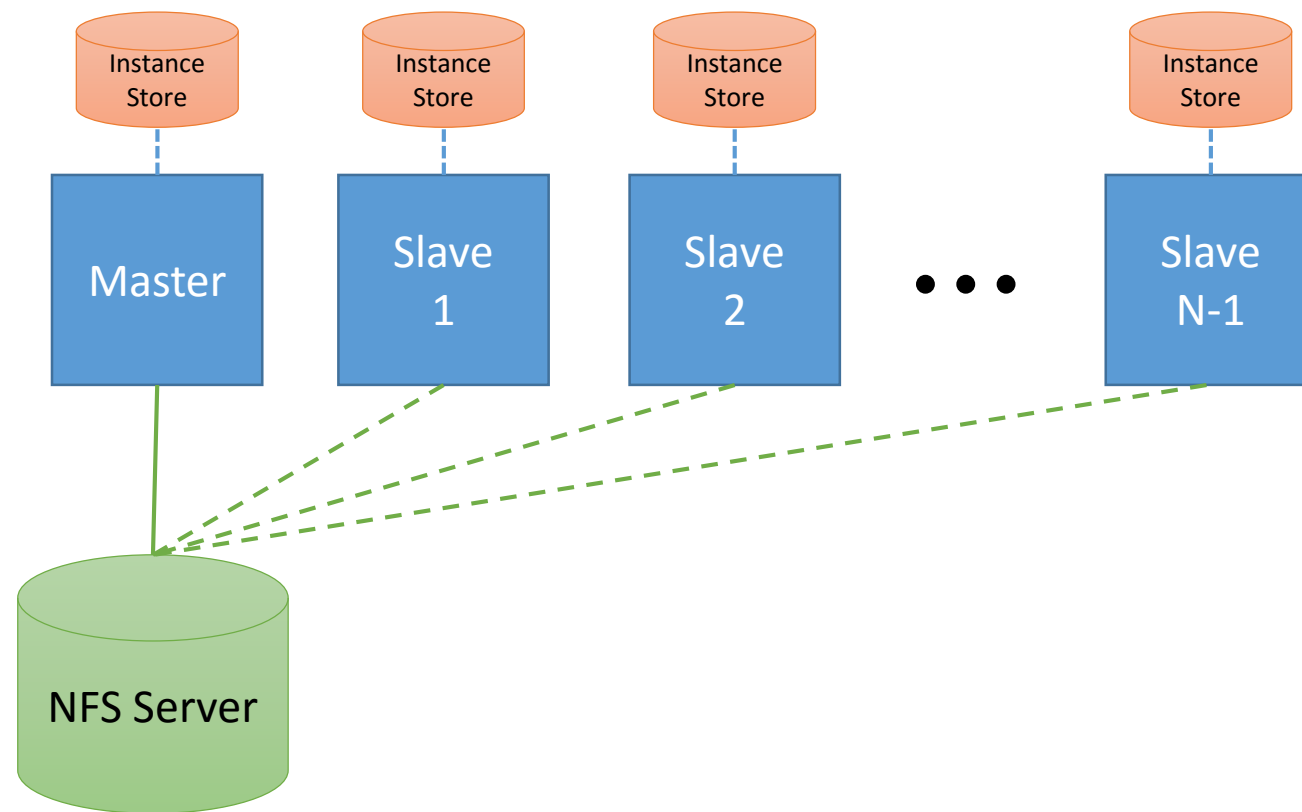 Instance
Store
Instance
Store
Instance
Store
Instance
Store
Master
Slave
1
Slave
2
Slave
N-1
NFS Server